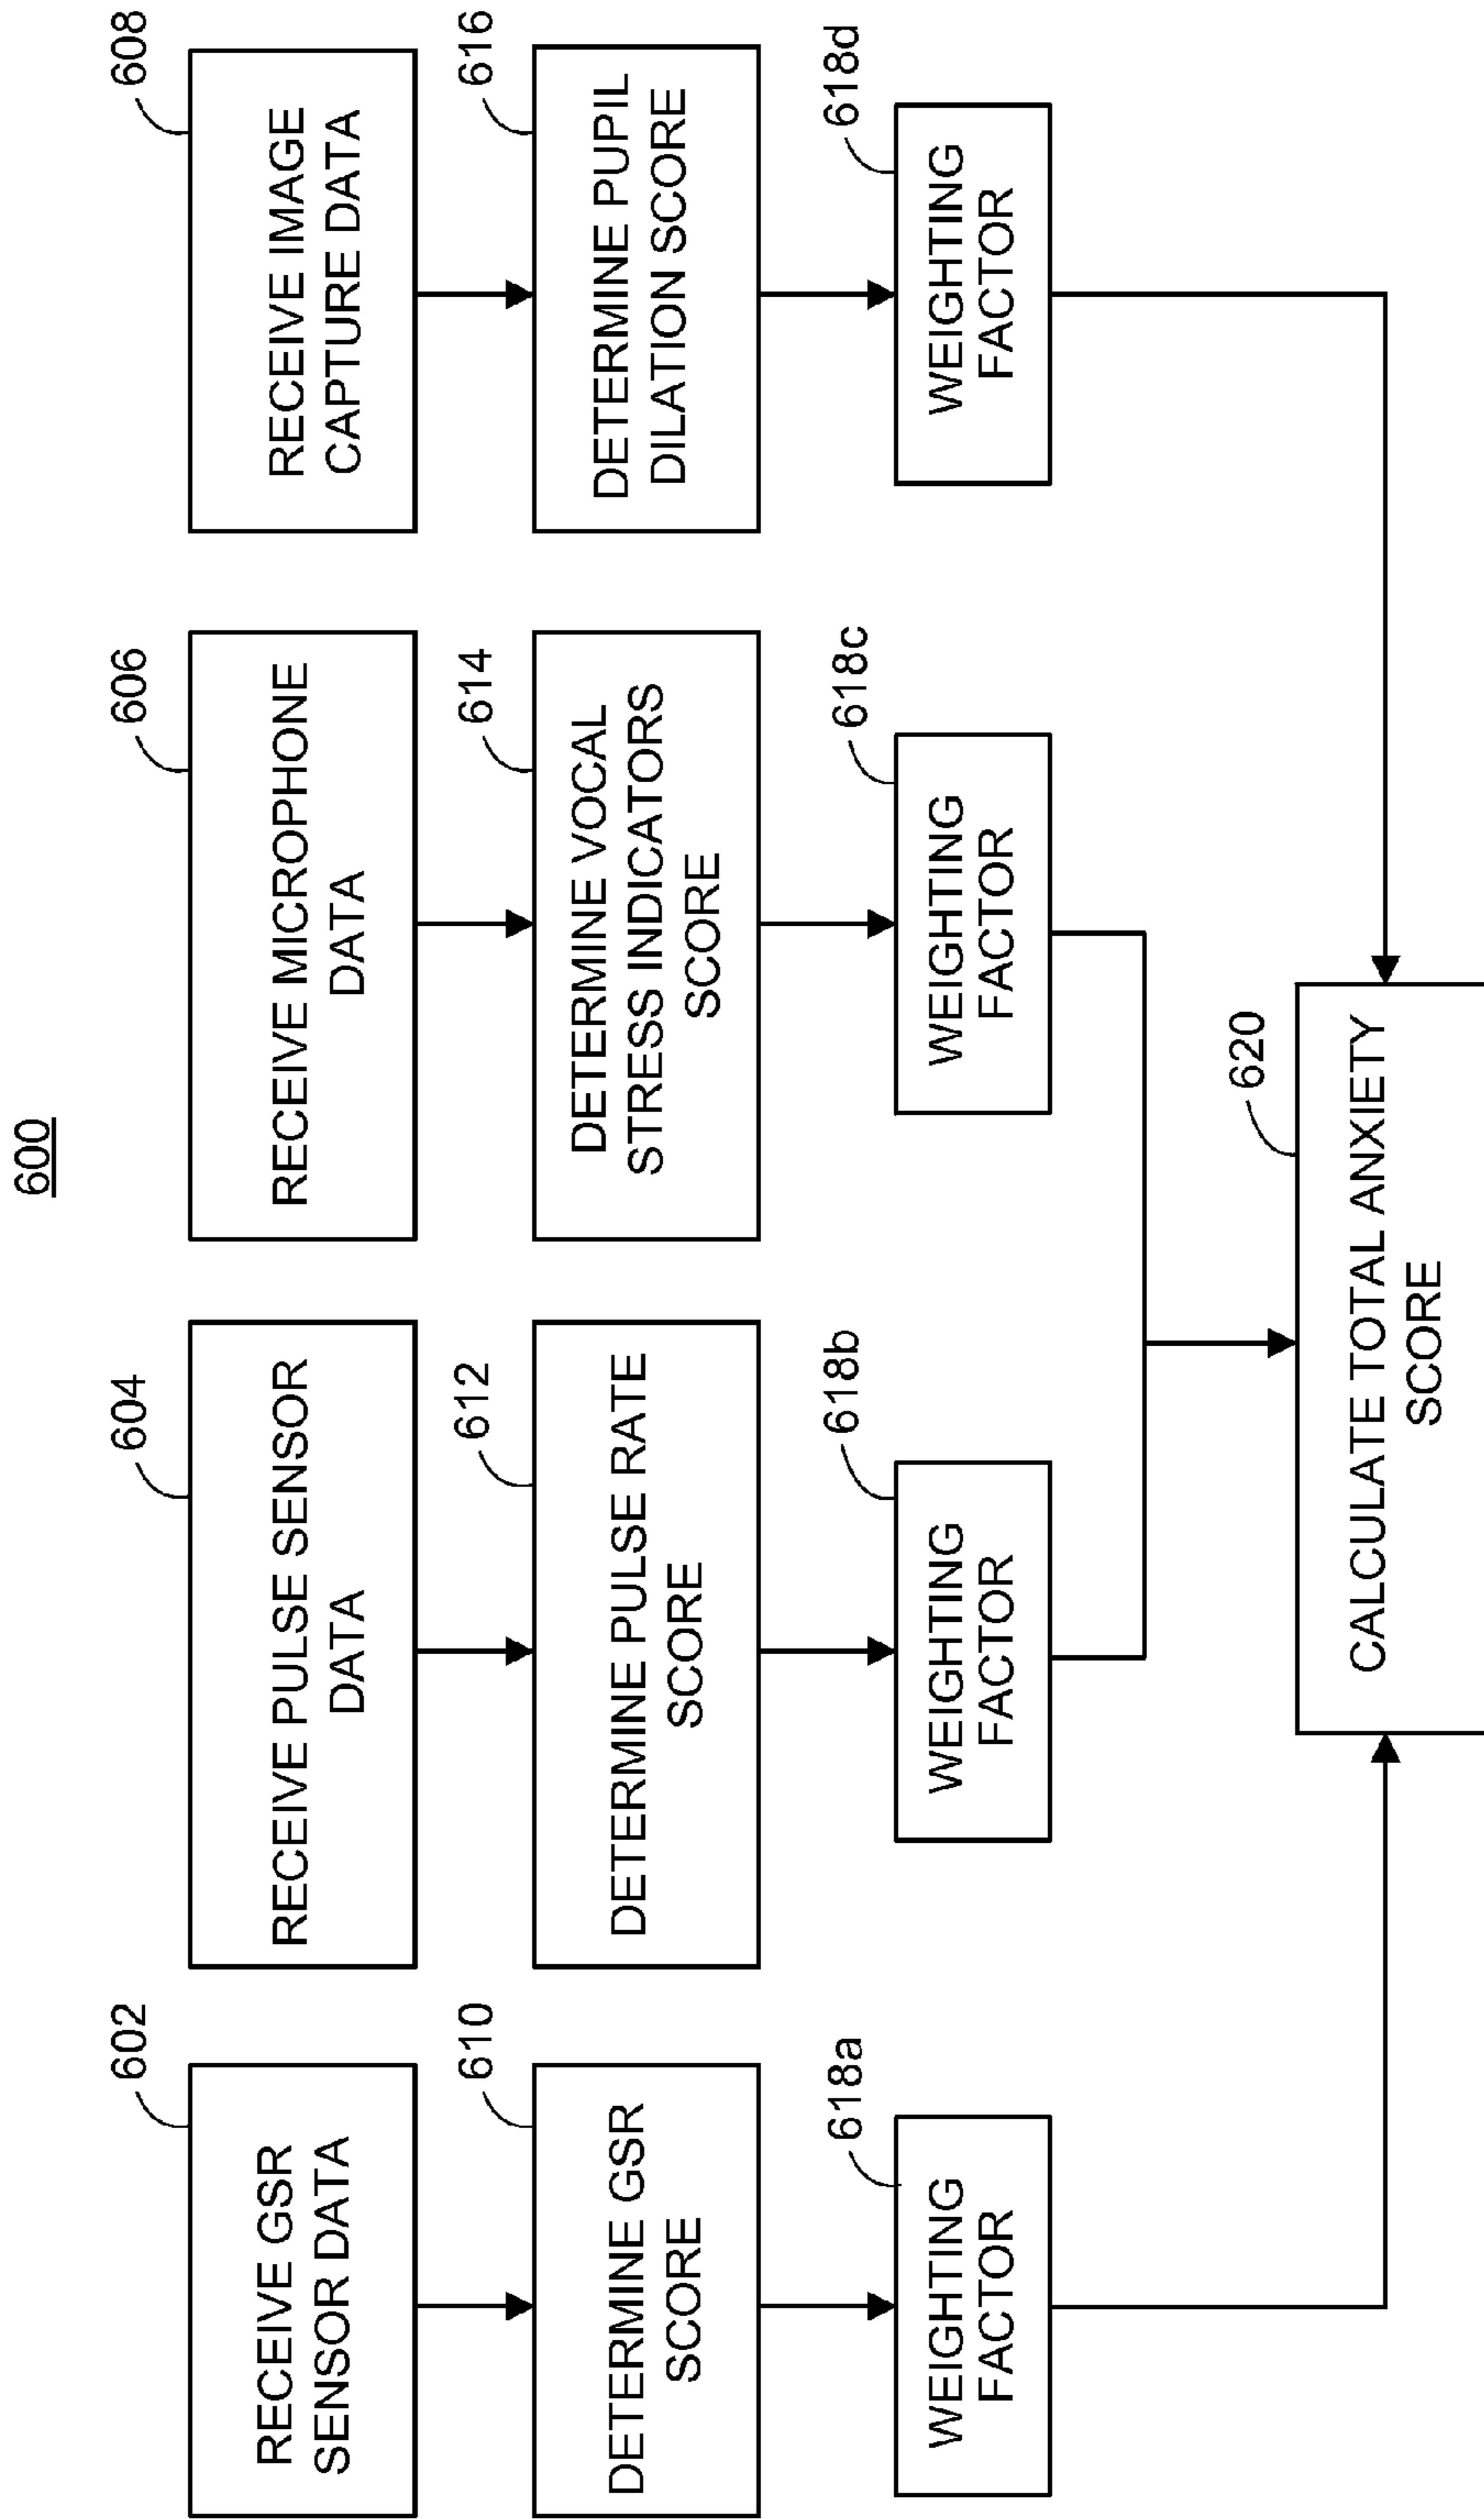 600
602
RECEIVE GSR
SENSOR DATA
604
RECEIVE PULSE SENSOR
DATA
606
RECEIVE MICROPHONE
DATA
608
RECEIVE IMAGE
CAPTURE DATA
610
DETERMINE GSR
SCORE
612
DETERMINE PULSE RATE
SCORE
614
DETERMINE VOCAL
STRESS INDICATORS
SCORE
616
DETERMINE PUPIL
DILATION SCORE
618a
WEIGHTING
FACTOR
618b
WEIGHTING
FACTOR
618c
WEIGHTING
FACTOR
618d
WEIGHTING
FACTOR
620
CALCULATE TOTAL ANXIETY
SCORE